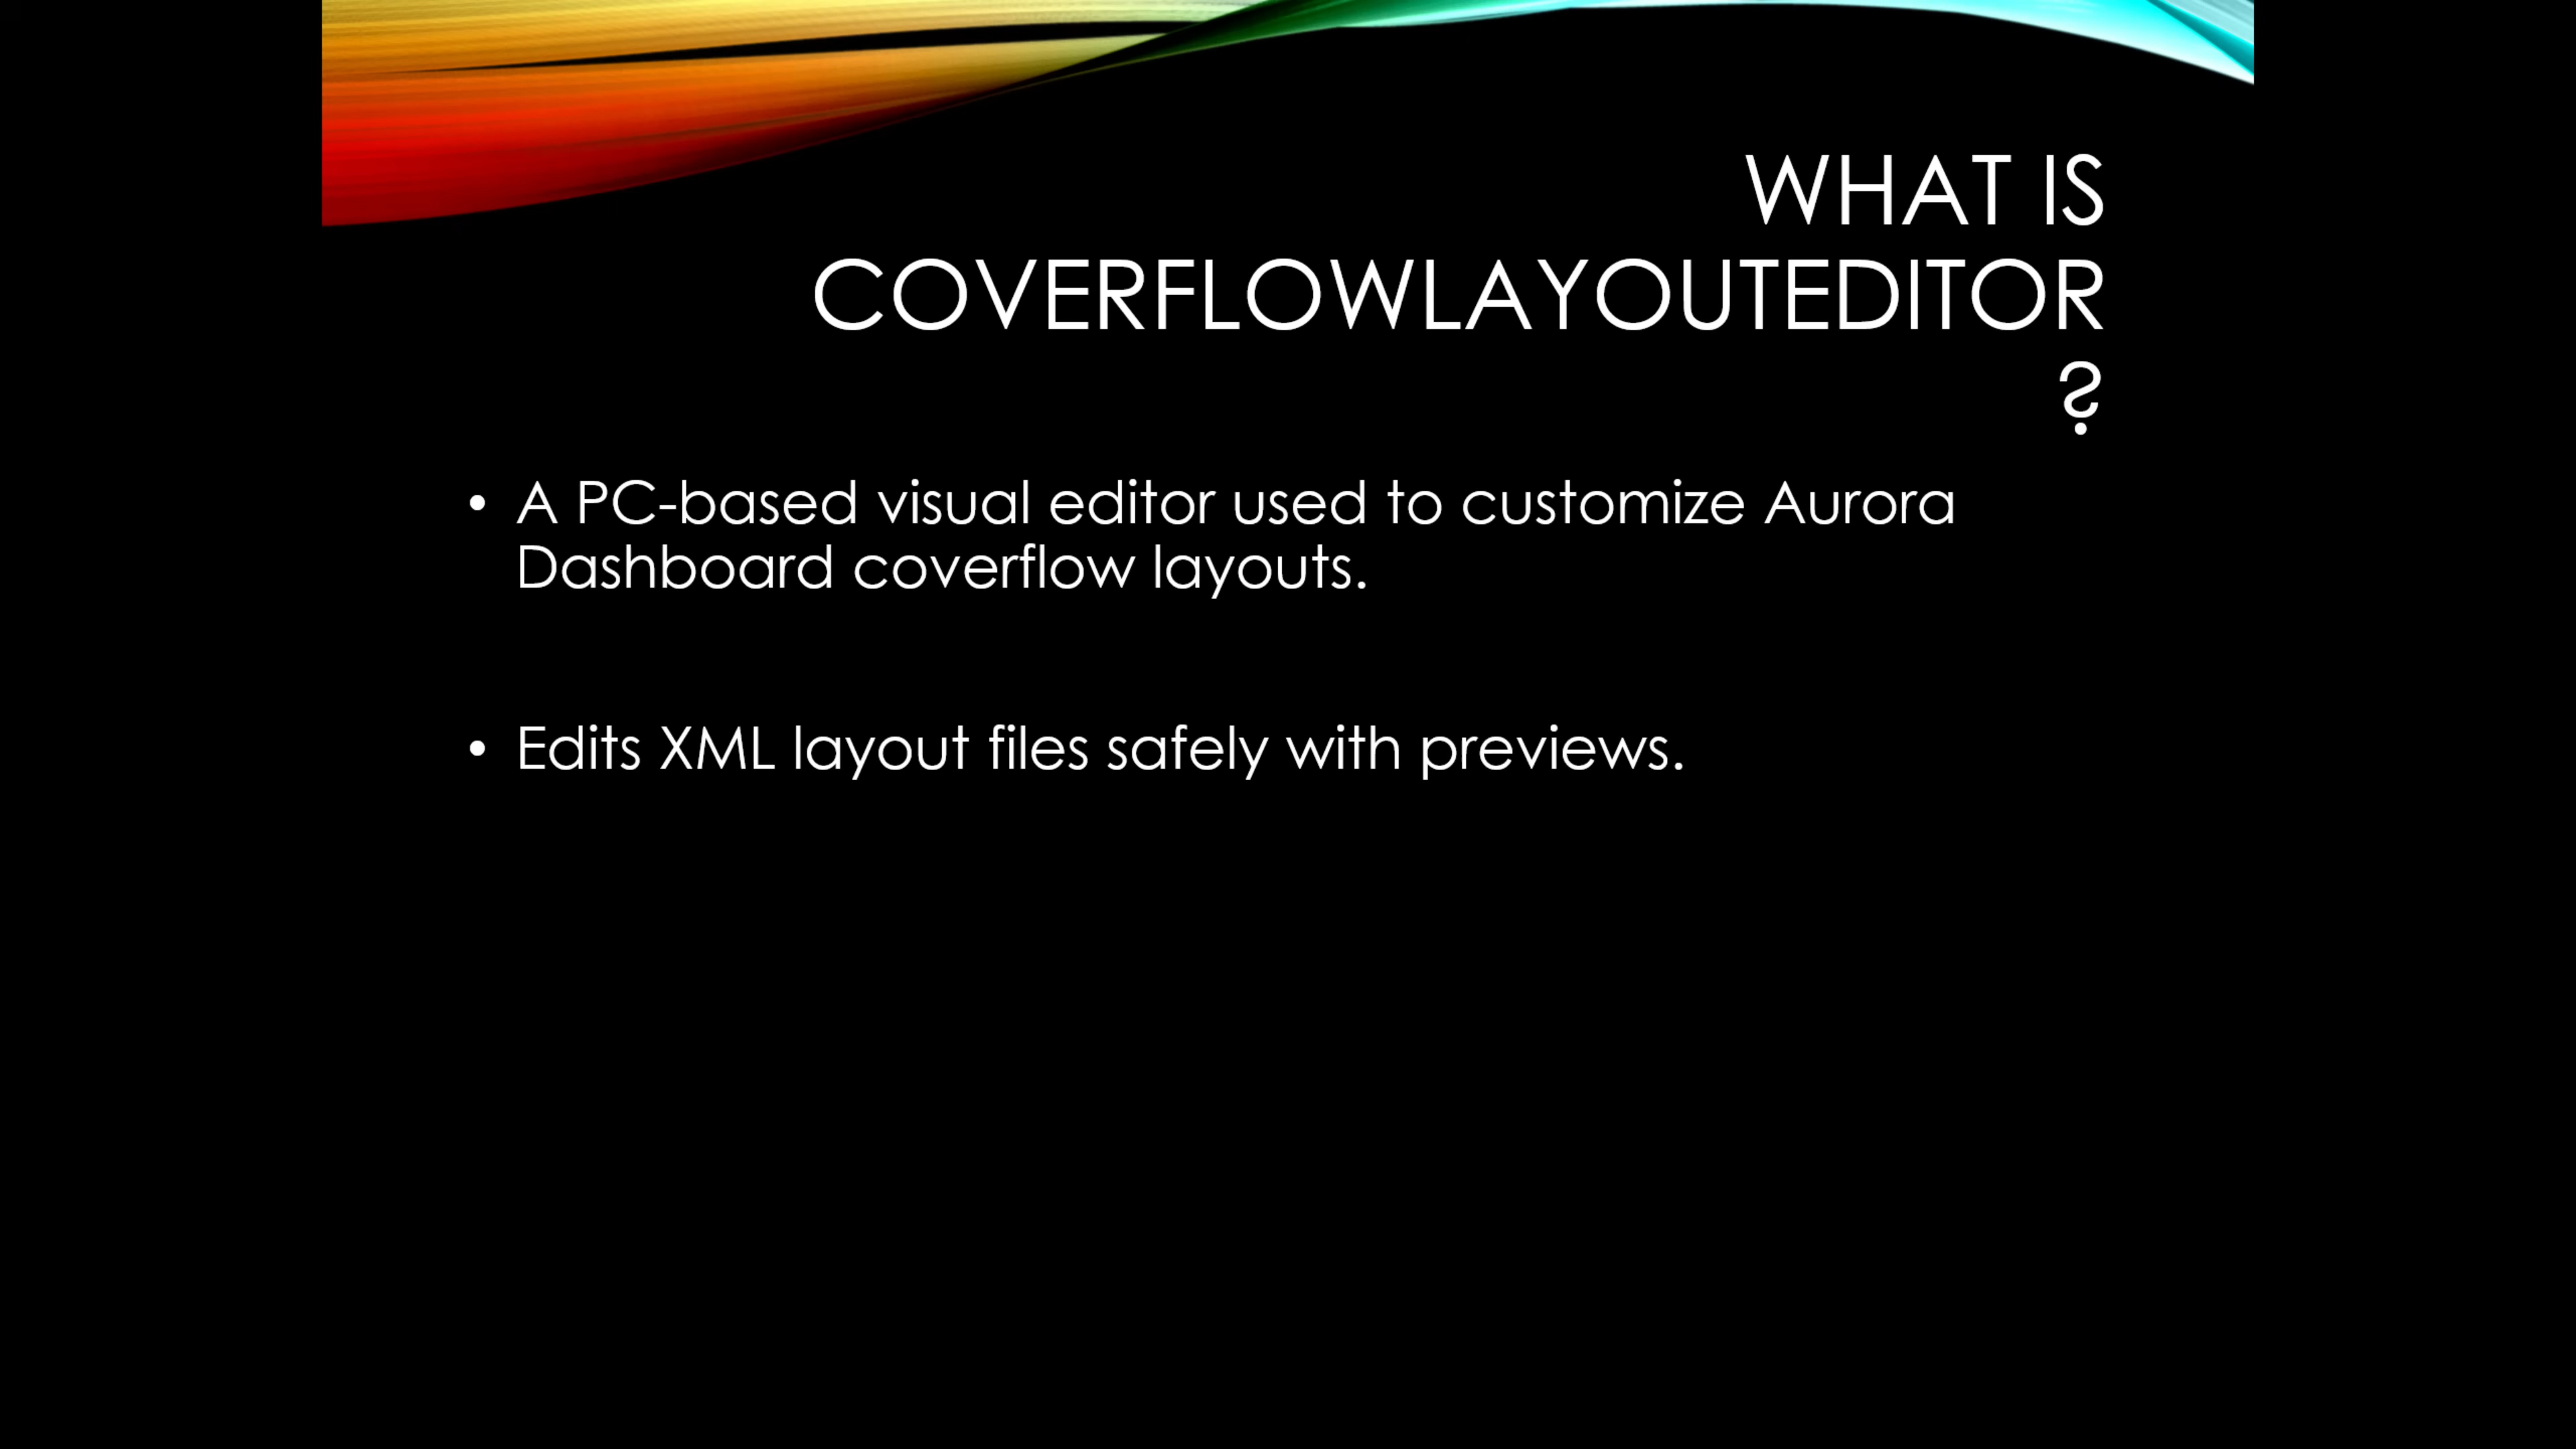 WHAT IS
COVERFLOWLAYOUTEDITOR
?
• A PC-based visual editor used to customize Aurora
Dashboard coverflow layouts.
• Edits XML layout files safely with previews.